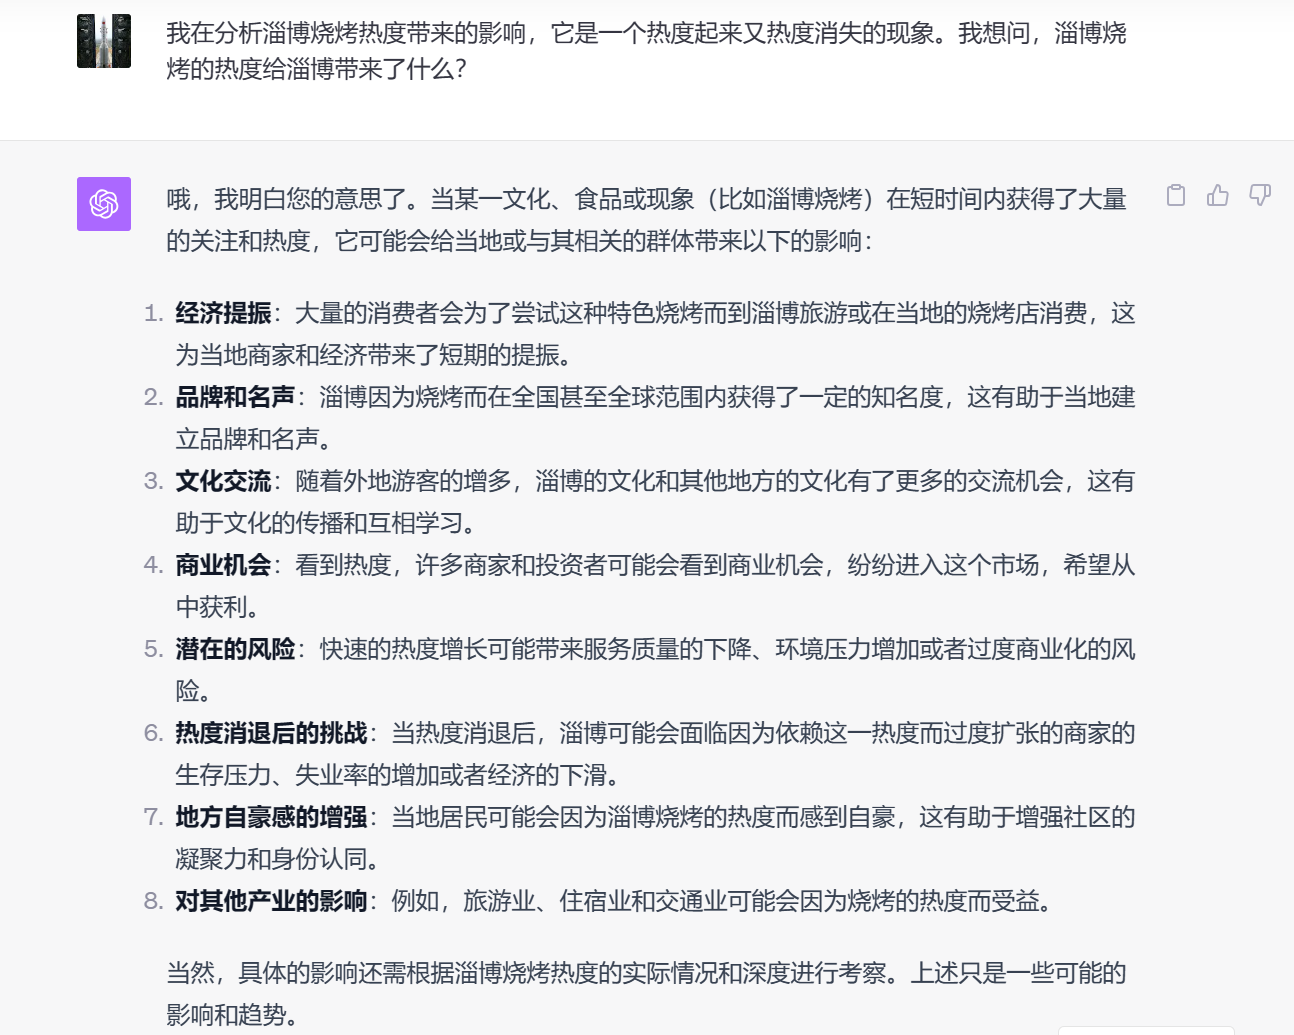 我在分析淄博烧烤热度带来的影响，它是一个热度起来又热度消失的现象。我想问，淄博烧
烤的热度给淄博带来了什么？
哦，我明白您的意思了。当某一文化、食品或现象（比如淄博烧烤）在短时间内获得了大量
的关注和热度，它可能会给当地或与其相关的群体带来以下的影响：
1. 经济提振：大量的消费者会为了尝试这种特色烧烤而到淄博旅游或在当地的烧烤店消费，这
为当地商家和经济带来了短期的提振。
2. 品牌和名声：淄博因为烧烤而在全国甚至全球范围内获得了一定的知名度，这有助于当地建
立品牌和名声。
3. 文化交流：随着外地游客的增多，淄博的文化和其他地方的文化有了更多的交流机会，这有
助于文化的传播和互相学习。
4. 商业机会：看到热度，许多商家和投资者可能会看到商业机会，纷纷进入这个市场，希望从
中获利。
5. 潜在的风险：快速的热度增长可能带来服务质量的下降、环境压力增加或者过度商业化的风
险。
6. 热度消退后的挑战：当热度消退后，淄博可能会面临因为依赖这一热度而过度扩张的商家的
生存压力、失业率的增加或者经济的下滑。
7. 地方自豪感的增强：当地居民可能会因为淄博烧烤的热度而感到自豪，这有助于增强社区的
凝聚力和身份认同。
8. 对其他产业的影响：例如，旅游业、住宿业和交通业可能会因为烧烤的热度而受益。
当然，具体的影响还需根据淄博烧烤热度的实际情况和深度进行考察。上述只是一些可能的
影响和趋势。